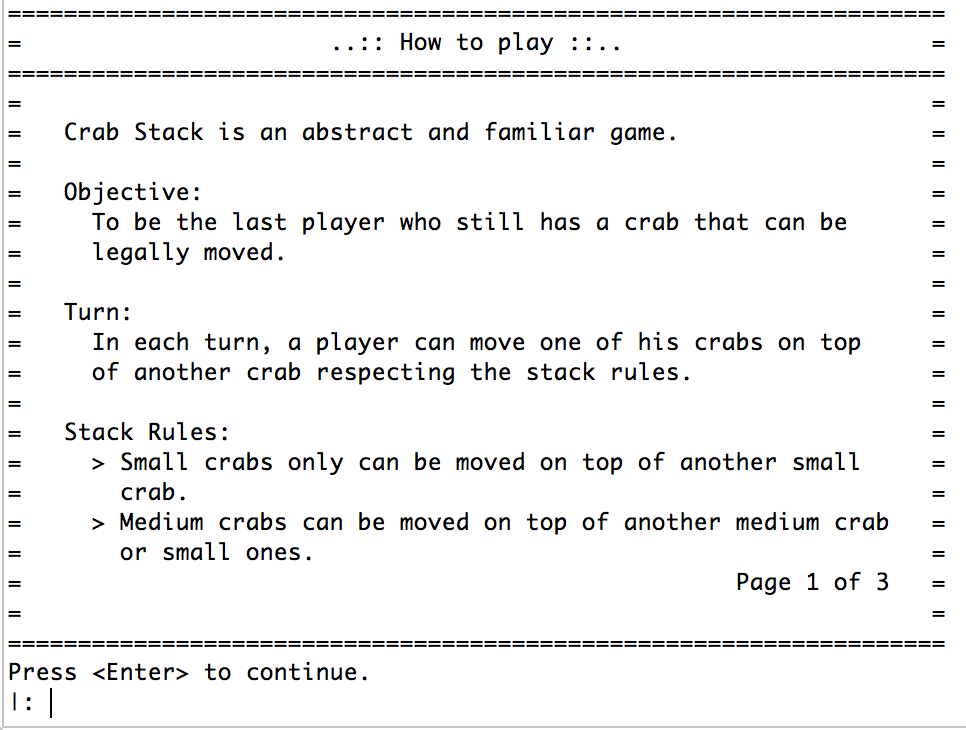 ===================================================================
= ..:: How to play ::.. =
===================================================================
= =
= Crab Stack is an abstract and familiar game. =
= =
= Objective: =
= To be the last player who still has a crab that can be =
= legally moved. =
= =
= Turn: =
= In each turn, a player can move one of his crabs on top =
= of another crab respecting the stack rules. =
= =
= Stack Rules: =
= > Small crabs only can be moved on top of another small =
= crab. =
= > Medium crabs can be moved on top of another medium crab =
= or small ones. =
= Page 1 of 3 =
= =
===================================================================
Press <Enter> to continue.
|: